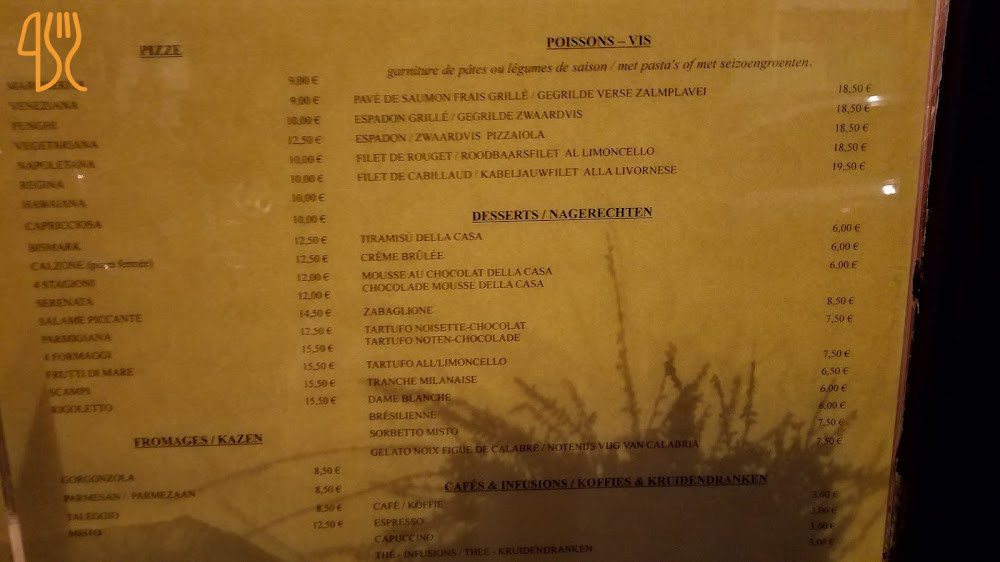 PIZZE
VENEZIANA
FUNGHI
VEGETARIANA
NAPOLETANA
REGINA
HAWAIANA
CAPRICCIOSA
BISMARK
CALZONE (pizza fermée)
4 STAGIONI
SERENATA
SALAME PICCANTE
PARMIGIANA
4 FORMAGGI
FRUTTI DI MARE
SCAMPI
RIGOLETTO
9,00 €
9,00 €
10,00 €
12,50 €
10,00 €
10,00 €
10,00 €
10,00 €
12,50 €
12,50 €
12,00 €
12,00 €
14,50 €
12,50 €
15,50 €
15,50 €
15,50 €
15,50 €
FROMAGES / KAZEN
GORGONZOLA 8,50 €
PARMESAN / PARMEZAAN 8,50 €
TALEGGIO 8,50 €
MISTO 12,50 €
POISSONS – VIS
garniture de pâtes ou légumes de saison / met pasta's of met seizoengroenten.
PAVÉ DE SAUMON FRAIS GRILLÉ / GEGRILDE VERSE ZALMPLAVEI 18,50 €
ESPADON GRILLÉ / GEGRILDE ZWAARDVIS 18,50 €
ESPADON / ZWAARDVIS PIZZAIOLA 18,50 €
FILET DE ROUGET / ROODBAARSFILET AL LIMONCELLO 18,50 €
FILET DE CABILLAUD / KABELJAUWFILET ALLA LIVORNESE 19,50 €
DESSERTS / NAGERECHTEN
TIRAMISÙ DELLA CASA 6,00 €
CRÈME BRÛLÉE 6,00 €
MOUSSE AU CHOCOLAT DELLA CASA 6,00 €
CHOCOLADE MOUSSE DELLA CASA
ZABAGLIONE 8,50 €
TARTUFO NOISETTE-CHOCOLAT 7,50 €
TARTUFO NOTEN-CHOCOLADE
TARTUFO ALL'LIMONCELLO 7,50 €
TRANCHE MILANAISE 6,50 €
DAME BLANCHE 6,00 €
BRÉSILIENNE 6,00 €
SORBETTO MISTO 7,50 €
GELATO NOIX FIGUE DE CALABRE / NOTENIJS VIJG VAN CALABRIA 7,50 €
CAFÉS & INFUSIONS / KOFFIES & KRUIDENDRANKEN
CAFÉ / KOFFIE 3,00 €
ESPRESSO 3,00 €
CAPUCCINO 3,00 €
THÉ - INFUSIONS / THEE - KRUIDENDRANKEN 3,00 €